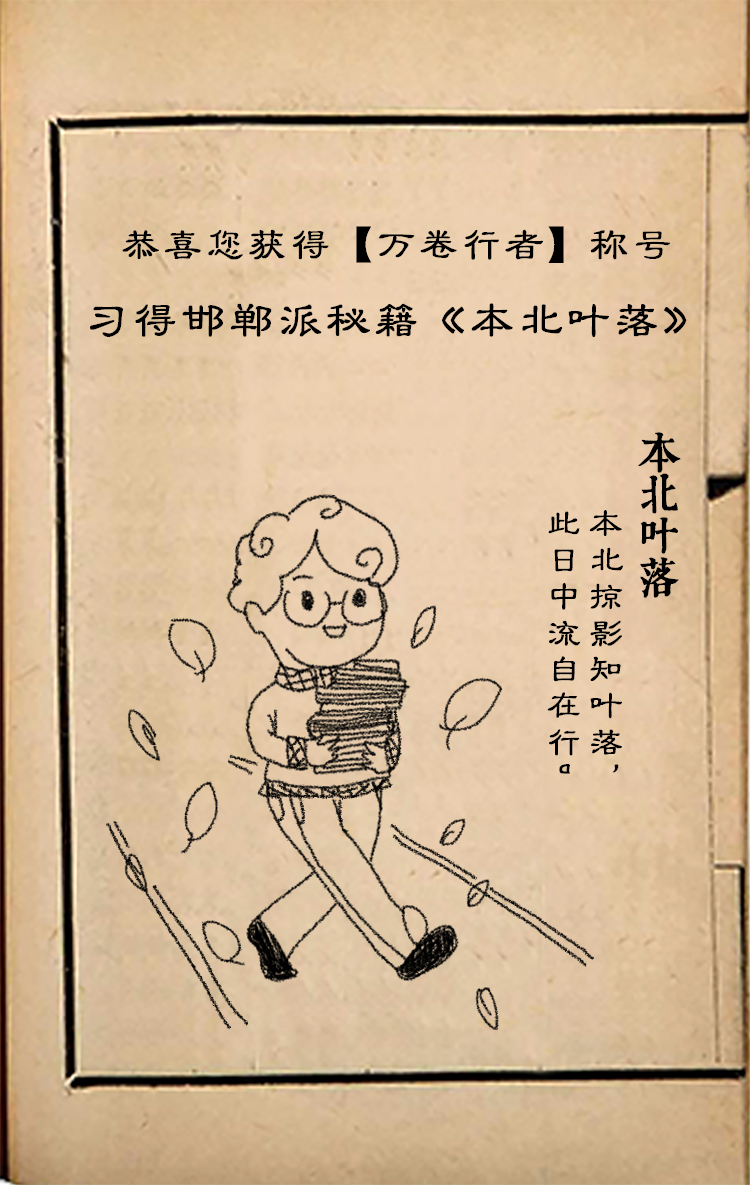 恭喜您获得【万卷行者】称号
习得邯郸派秘籍《本北叶落》
本北叶落
本北掠影知叶落，
此日中流自在行。